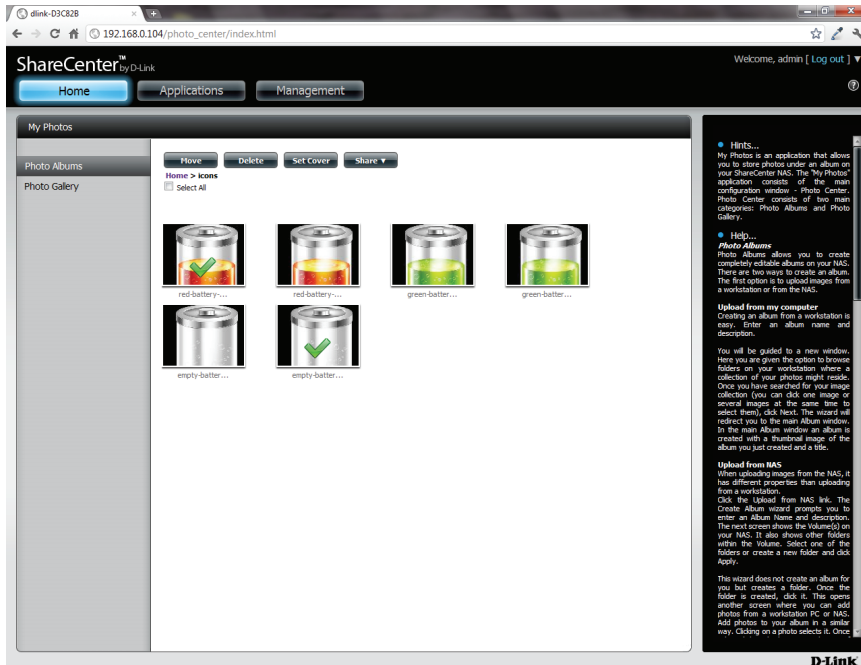 dlink-D3C82B
192.168.0.104/photo_center/index.html
ShareCenter™ by D-Link
Welcome, admin [ Log out ] ▼
Home
Applications
Management
My Photos
Photo Albums
Photo Gallery
Move
Delete
Set Cover
Share ▼
Home > icons
Select All
red-battery-...
red-battery-...
green-batter...
green-batter...
empty-batter...
empty-batter...
Hints...
My Photos is an application that allows
you to store photos under an album on
your ShareCenter NAS. The "My Photos"
application consists of the main
configuration window - Photo Center.
Photo Center consists of two main
categories: Photo Albums and Photo
Gallery.
Help...
Photo Albums
Photo Albums allows you to create
completely editable albums on your NAS.
There are two ways to create an album.
The first option is to upload images from
a workstation or from the NAS.
Upload from my computer
Creating an album from a workstation is
easy. Enter an album name and
description.
You will be guided to a new window.
Here you are given the option to browse
folders on your workstation where a
collection of your photos might reside.
Once you have searched for your image
collection (you can click one image or
several images at the same time to
select them), click Next. The wizard will
redirect you to the main Album window.
In the main Album window an album is
created with a thumbnail image of the
album you just created and a title.
Upload from NAS
When uploading images from the NAS, it
has different properties than uploading
from a workstation.
Click the Upload from NAS link. The
Create Album wizard prompts you to
enter an Album Name and description.
The next screen shows the Volume(s) on
your NAS. It also shows other folders
within the Volume. Select one of the
folders or create a new folder and click
Apply.
This wizard does not create an album for
you but creates a folder. Once the
folder is created, click it. This opens
another screen where you can add
photos from a workstation PC or NAS.
Add photos to your album in a similar
way. Clicking on a photo selects it. Once
D-Link